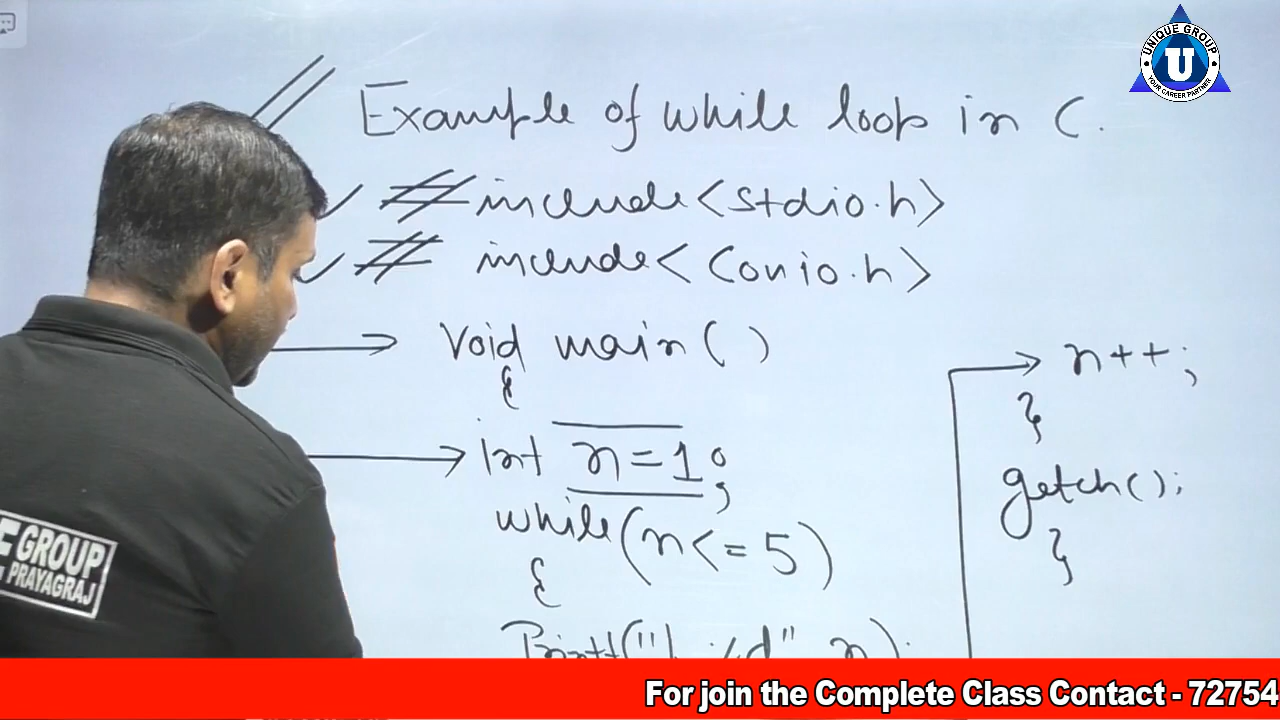 UNIQUE GROUP
U
YOUR CAREER PARTNER
Example of while loop in C.
# include <stdio.h>
# include < Conio.h>
Void main ( )
{
int n = 1 ;
while (n <= 5)
{
n++;
}
getch();
}
GROUP
PRAYAGRAJ
For join the Complete Class Contact - 72754